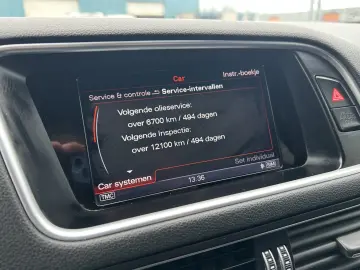 Car
Instr.-boekje
Service & controle Service-intervallen
Volgende olieservice:
over 6700 km / 494 dagen
Volgende inspectie:
over 12100 km / 494 dagen
Set individual
Car systemen
13:36
TMC